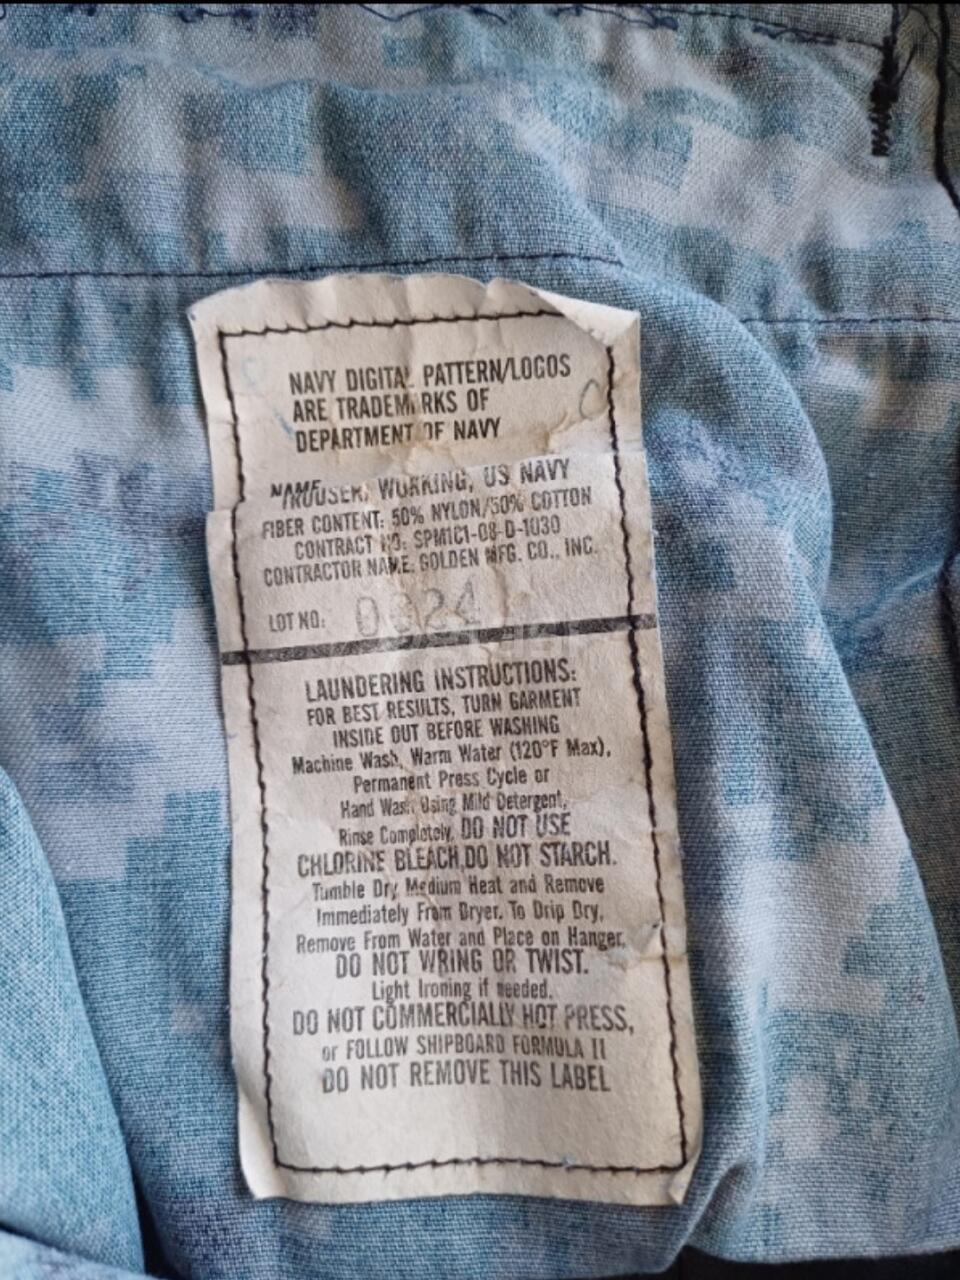 NAVY DIGITAL PATTERN/LOGOS
ARE TRADEMARKS OF
DEPARTMENT OF NAVY
NAME
TROUSER, WORKING, US NAVY
FIBER CONTENT: 50% NYLON/50% COTTON
CONTRACT NO: SPM1C1-08-D-1030
CONTRACTOR NAME: GOLDEN MFG. CO., INC.
LOT NO: 0324
LAUNDERING INSTRUCTIONS:
FOR BEST RESULTS, TURN GARMENT
INSIDE OUT BEFORE WASHING
Machine Wash, Warm Water (120°F Max),
Permanent Press Cycle or
Hand Wash Using Mild Detergent,
Rinse Completely, DO NOT USE
CHLORINE BLEACH,DO NOT STARCH.
Tumble Dry Medium Heat and Remove
Immediately From Dryer. To Drip Dry,
Remove From Water and Place on Hanger.
DO NOT WRING OR TWIST.
Light Ironing if needed.
DO NOT COMMERCIALLY HOT PRESS,
or FOLLOW SHIPBOARD FORMULA II
DO NOT REMOVE THIS LABEL